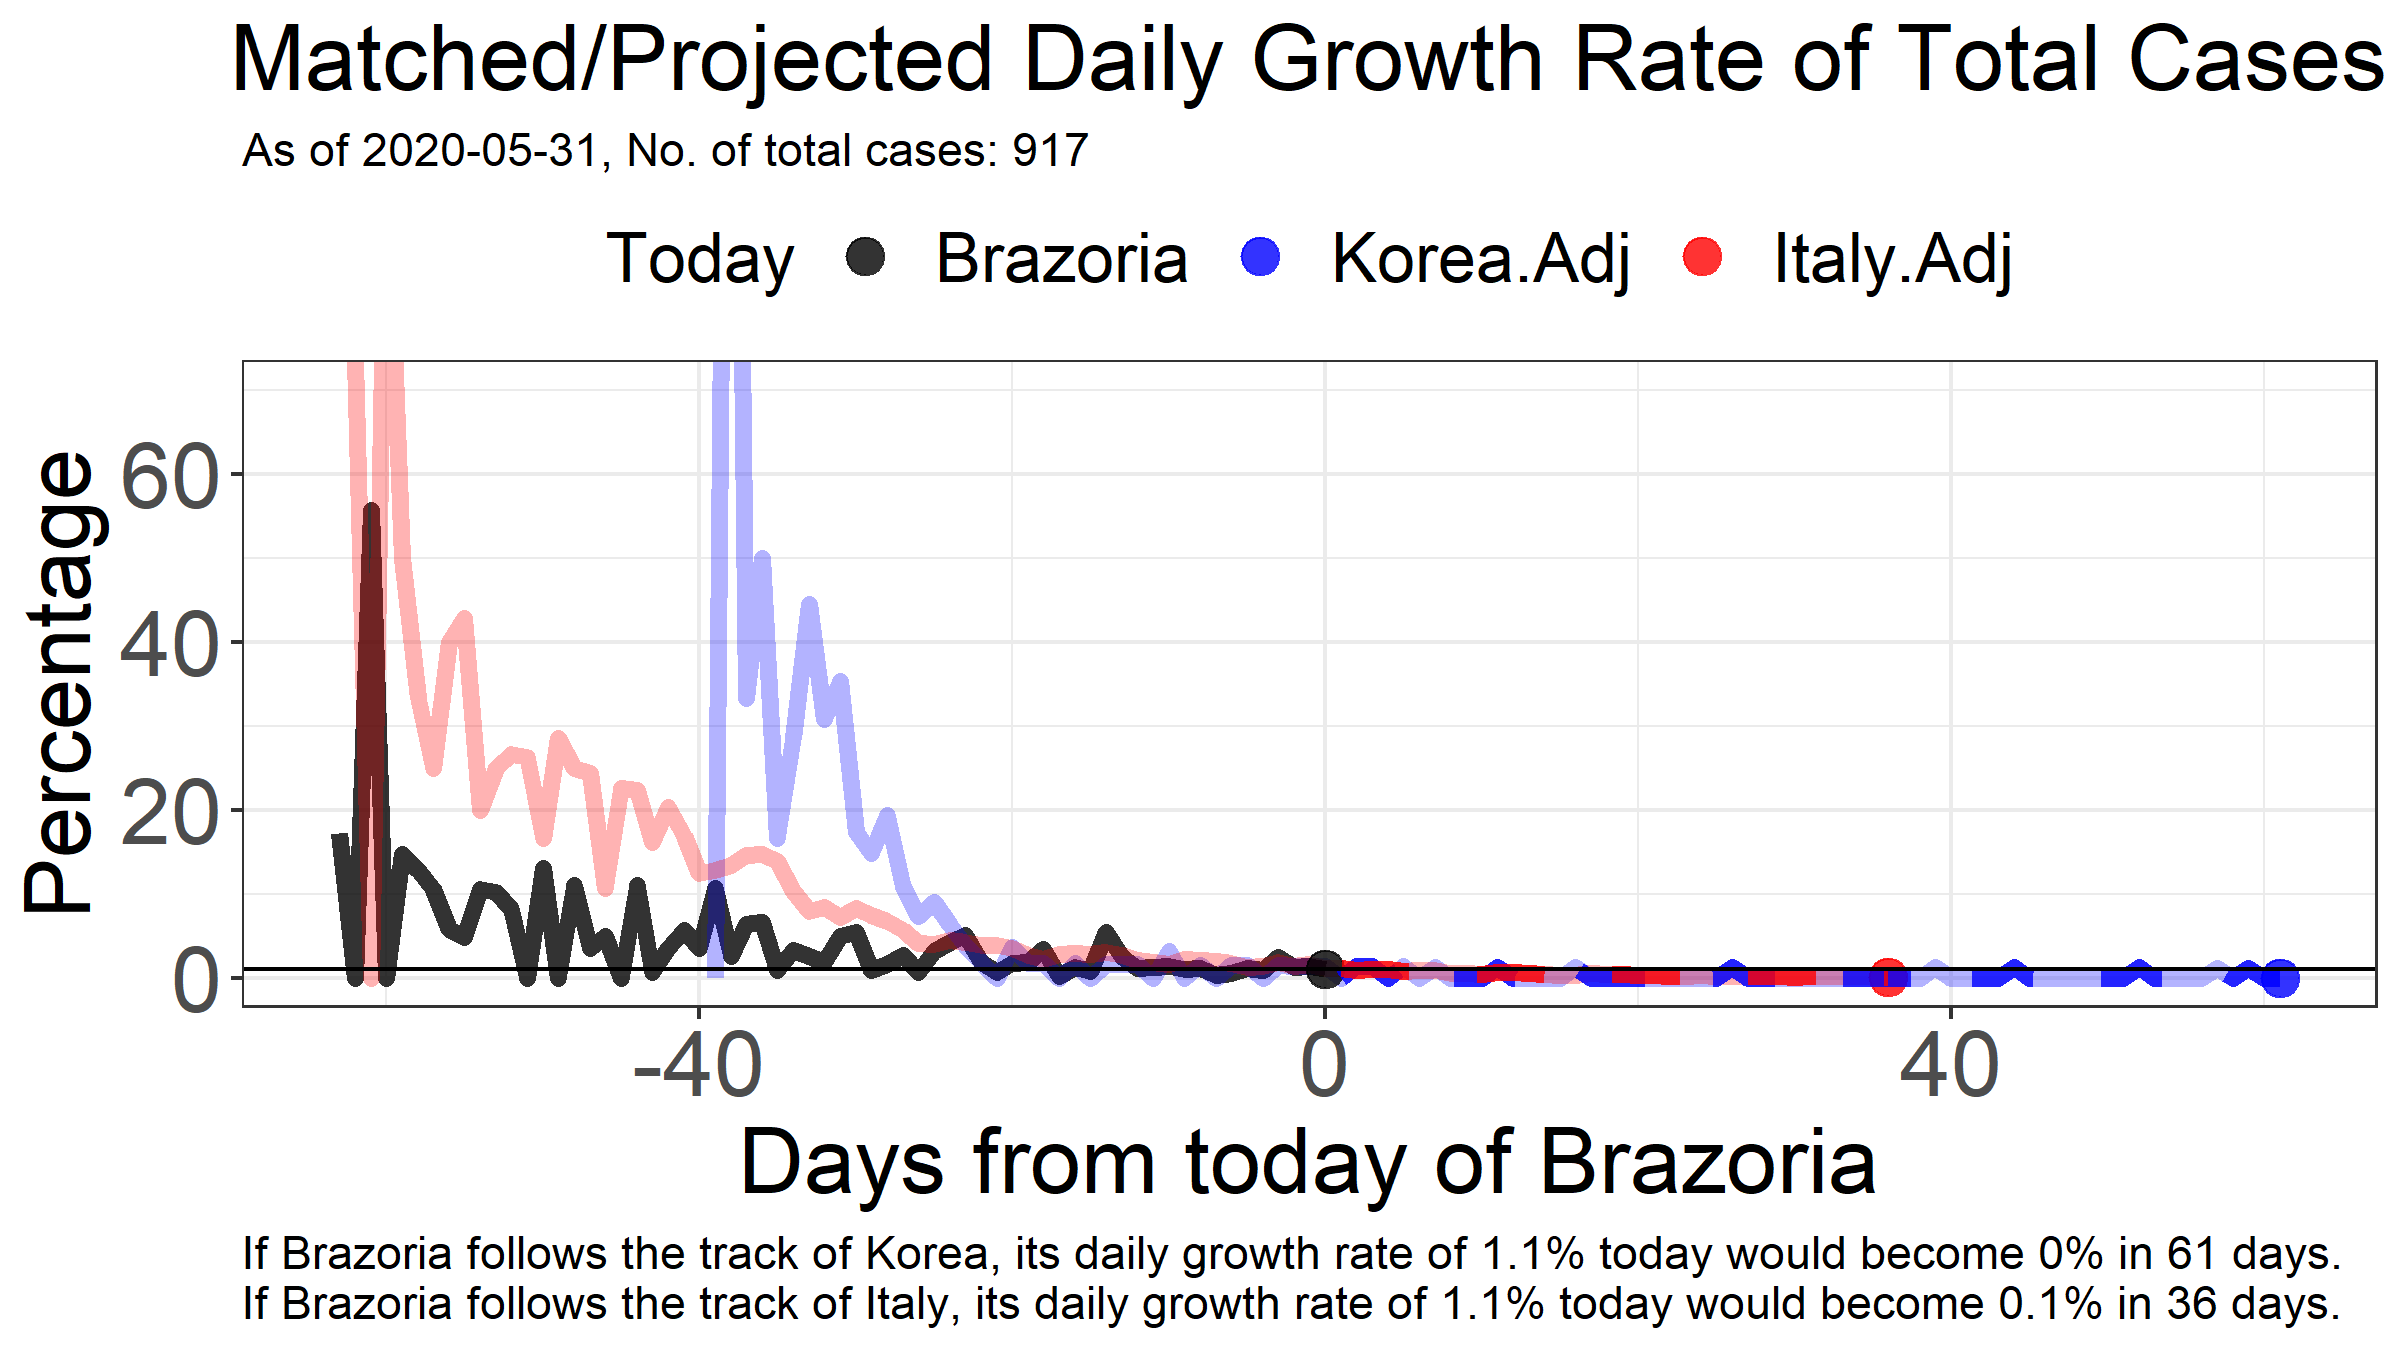 Matched/Projected Daily Growth Rate of Total Cases
As of 2020-05-31, No. of total cases: 917
Today Brazoria Korea.Adj Italy.Adj
Percentage
60
40
20
0
-40 0 40
Days from today of Brazoria
If Brazoria follows the track of Korea, its daily growth rate of 1.1% today would become 0% in 61 days.
If Brazoria follows the track of Italy, its daily growth rate of 1.1% today would become 0.1% in 36 days.